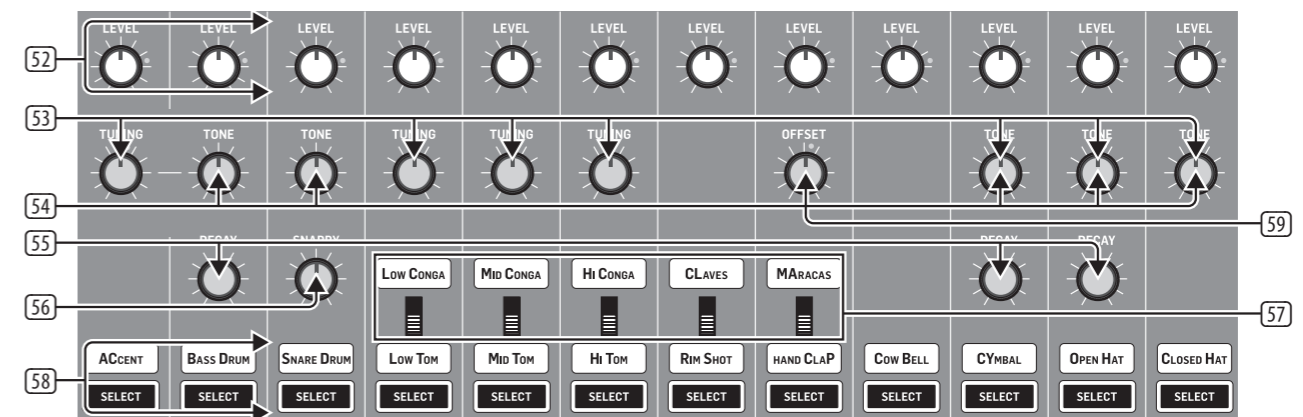 LEVEL LEVEL LEVEL LEVEL LEVEL LEVEL LEVEL LEVEL LEVEL LEVEL LEVEL LEVEL
52
53
TUNING TONE TONE TUNING TUNING TUNING OFFSET TONE TONE TONE
54
59
55
DECAY SNAPPY DECAY DECAY
Low Conga Mid Conga Hi Conga CLaves MAracas
56
57
58
ACcent Bass Drum Snare Drum Low Tom Mid Tom Hi Tom Rim Shot hand ClaP Cow Bell CYmbal Open Hat Closed Hat
SELECT SELECT SELECT SELECT SELECT SELECT SELECT SELECT SELECT SELECT SELECT SELECT